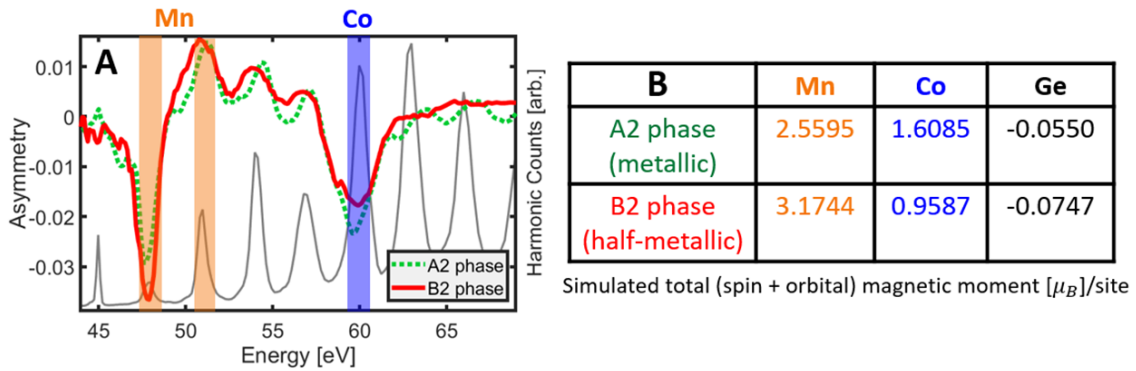 Mn Co
A
0.01
0
-0.01
-0.02
-0.03
Asymmetry
Harmonic Counts [arb.]
A2 phase
B2 phase
45 50 55 60 65
Energy [eV]
B Mn Co Ge
A2 phase
(metallic)
2.5595 1.6085 -0.0550
B2 phase
(half-metallic)
3.1744 0.9587 -0.0747
Simulated total (spin + orbital) magnetic moment [μ_B]/site